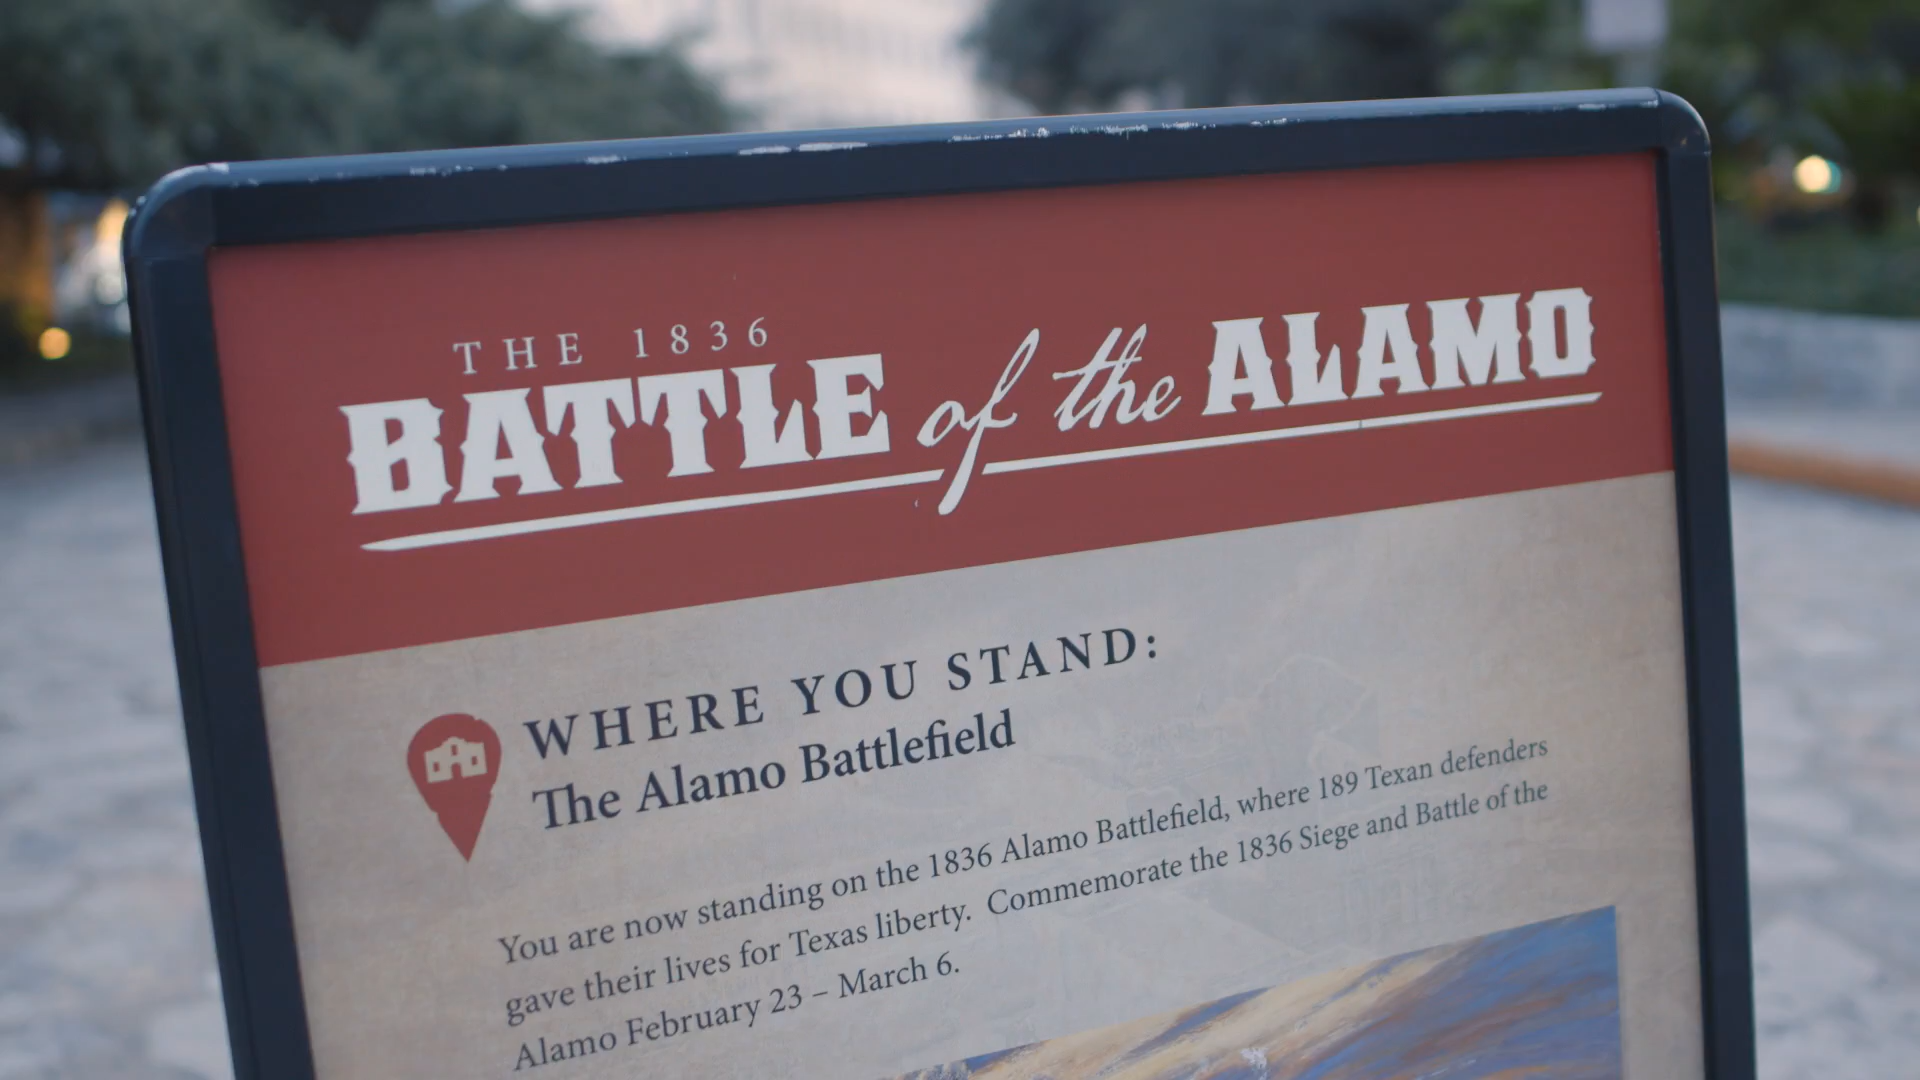 THE 1836
BATTLE of the ALAMO
WHERE YOU STAND:
The Alamo Battlefield
You are now standing on the 1836 Alamo Battlefield, where 189 Texan defenders
gave their lives for Texas liberty. Commemorate the 1836 Siege and Battle of the
Alamo February 23 – March 6.